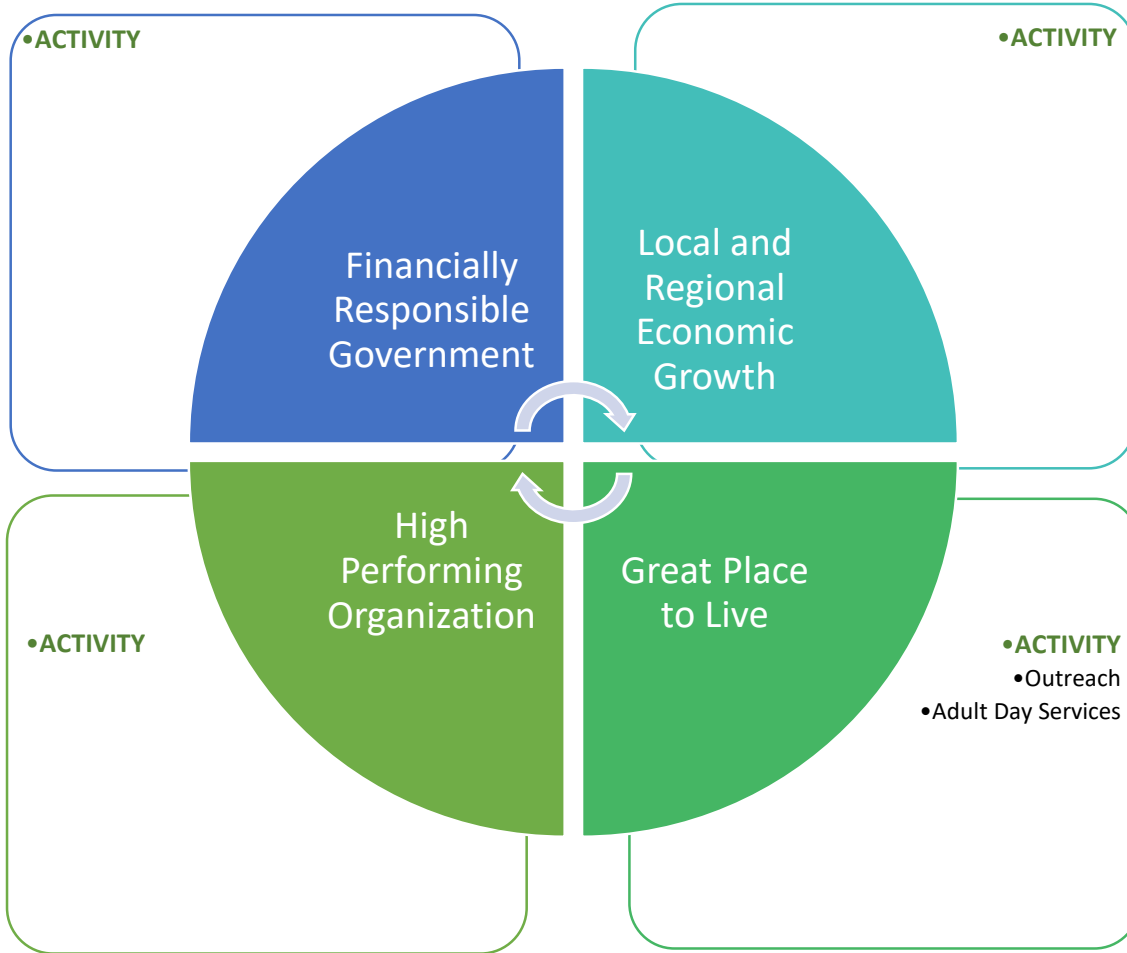 •ACTIVITY
•ACTIVITY
Financially
Responsible
Government
Local and
Regional
Economic
Growth
High
Performing
Organization
Great Place
to Live
•ACTIVITY
•ACTIVITY
•Outreach
•Adult Day Services